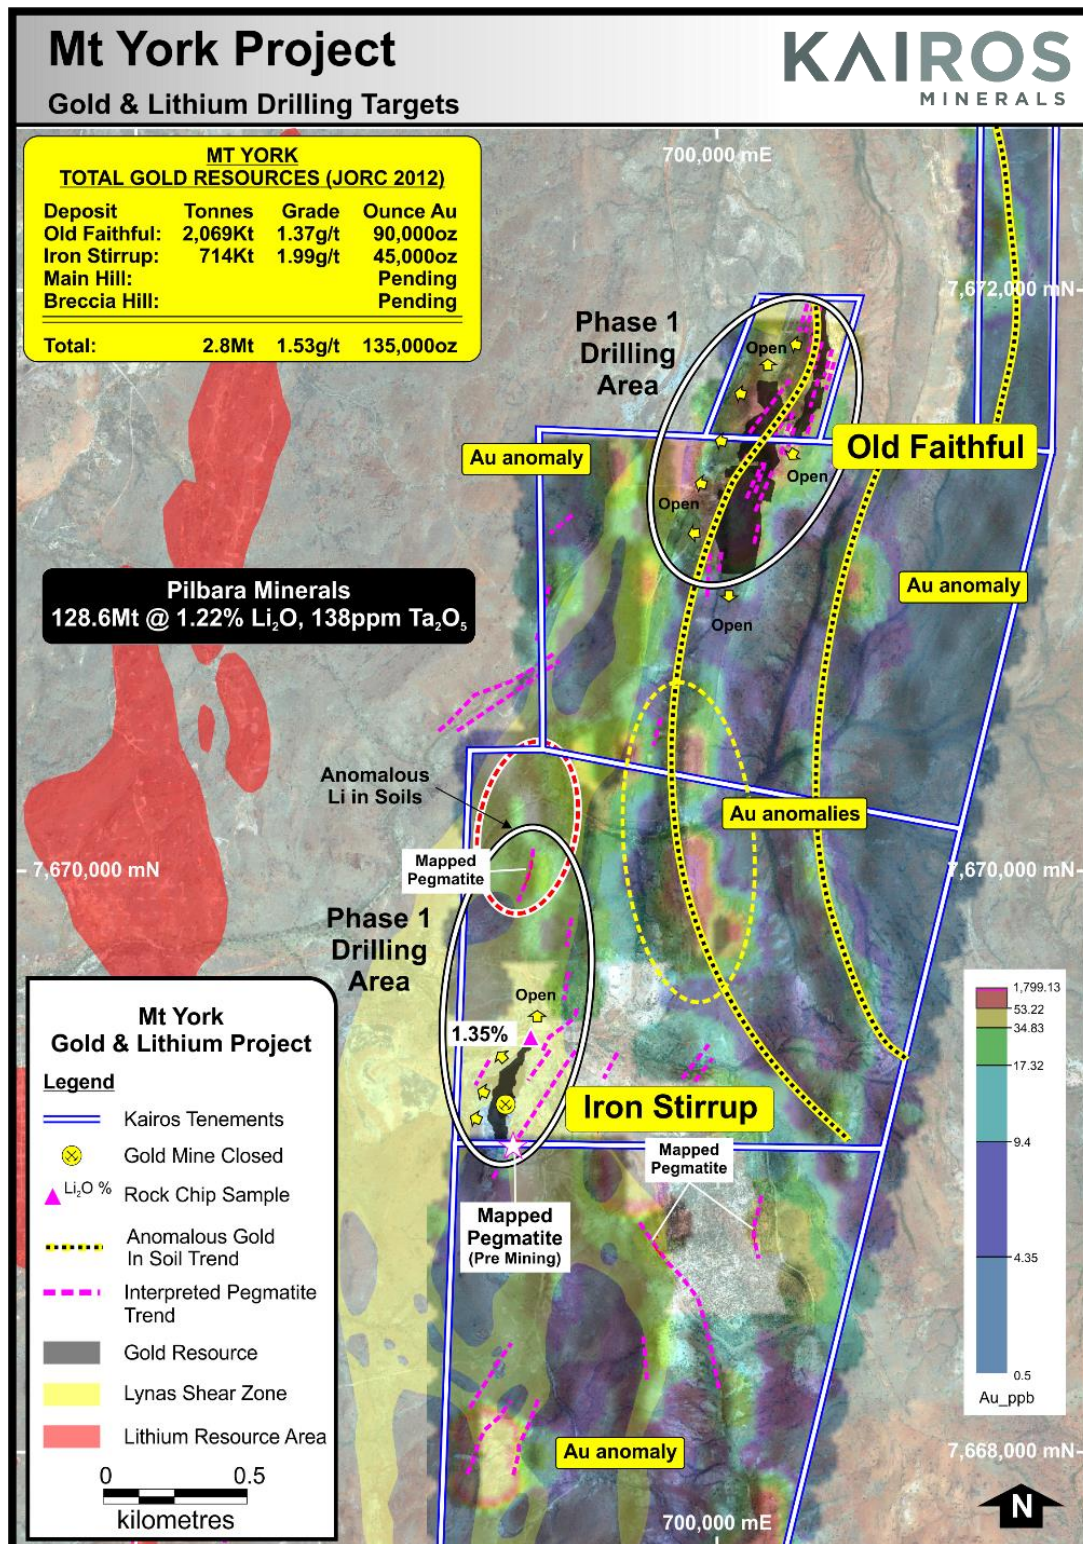 Mt York Project
Gold & Lithium Drilling Targets
KAIROS
MINERALS
MT YORK
TOTAL GOLD RESOURCES (JORC 2012)
Deposit Tonnes Grade Ounce Au
Old Faithful: 2,069Kt 1.37g/t 90,000oz
Iron Stirrup: 714Kt 1.99g/t 45,000oz
Main Hill: Pending
Breccia Hill: Pending
Total: 2.8Mt 1.53g/t 135,000oz
700,000 mE
7,672,000 mN
Phase 1
Drilling
Area
Open
Old Faithful
Au anomaly
Open
Open
Pilbara Minerals
128.6Mt @ 1.22% Li₂O, 138ppm Ta₂O₅
Au anomaly
Open
Anomalous
Li in Soils
Au anomalies
Mapped
Pegmatite
7,670,000 mN
7,670,000 mN
Phase 1
Drilling
Area
Open
1.35%
Iron Stirrup
Mapped
Pegmatite
Mapped
Pegmatite
(Pre Mining)
Mt York
Gold & Lithium Project
Legend
Kairos Tenements
Gold Mine Closed
Li₂O %
Rock Chip Sample
Anomalous Gold
In Soil Trend
Interpreted Pegmatite
Trend
Gold Resource
Lynas Shear Zone
Lithium Resource Area
0 0.5
kilometres
1,799.13
53.22
34.83
17.32
9.4
4.35
0.5
Au_ppb
Au anomaly
7,668,000 mN
700,000 mE
N